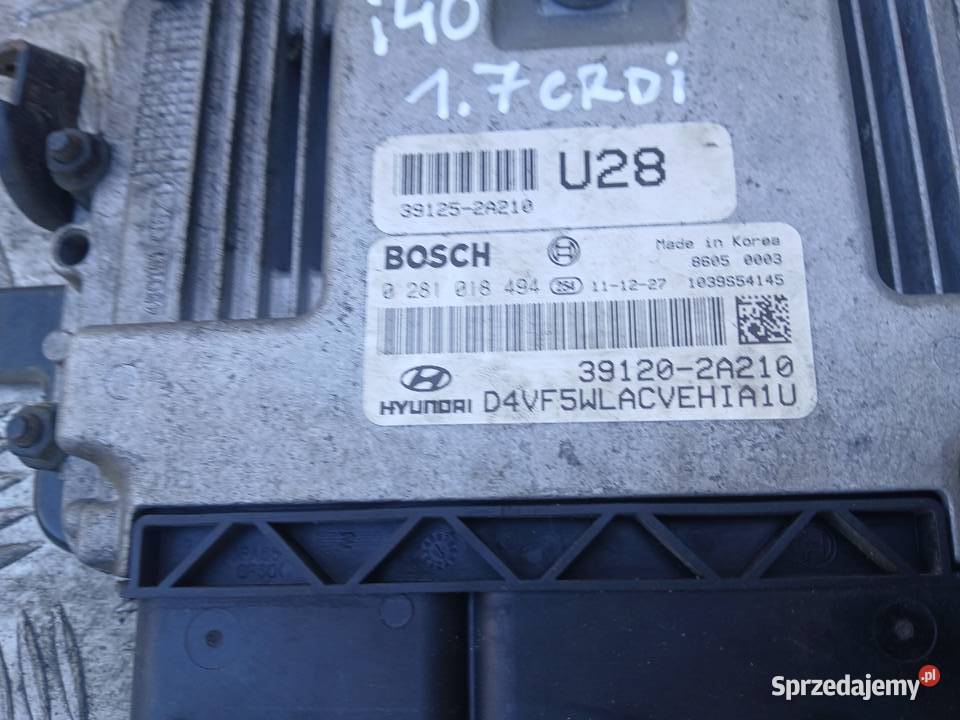 i40
1.7CRDi
U28
39125-2A210
BOSCH
Made in Korea
8605 0003
0 281 018 494 254 11-12-27 1039S54145
39120-2A210
HYUNDAI D4VF5WLACVEHIA1U
Sprzedajemy.pl